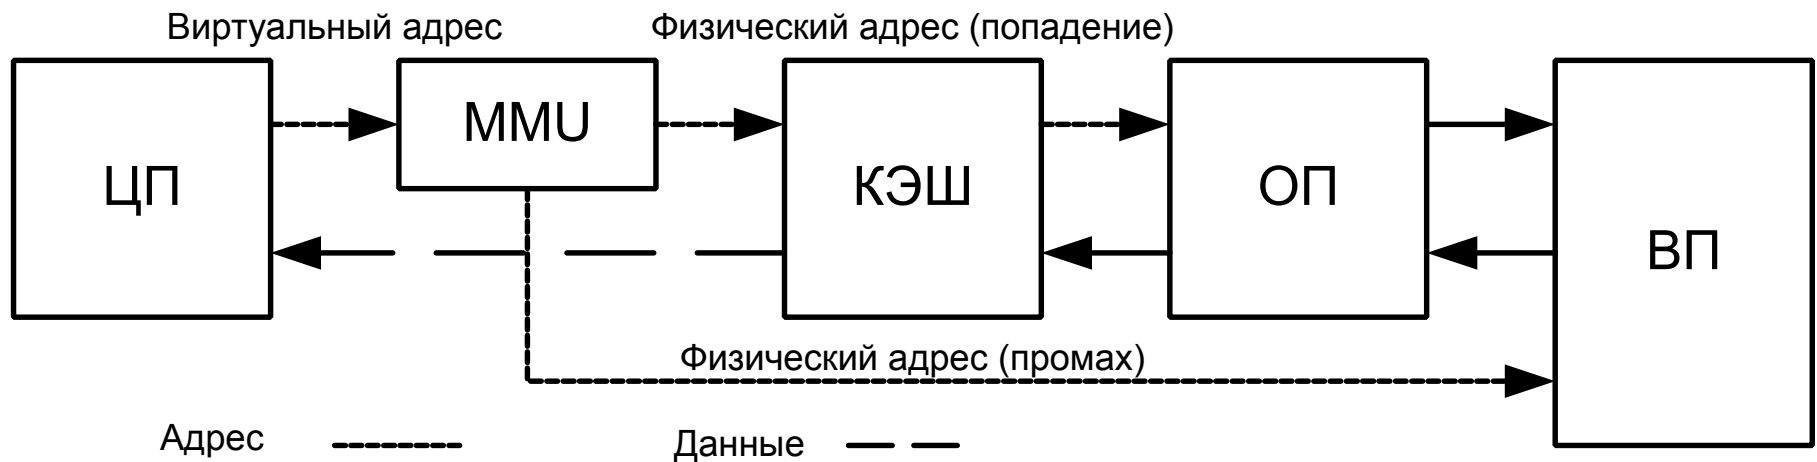 Виртуальный адрес
Физический адрес (попадение)
ЦП
MMU
КЭШ
ОП
ВП
Физический адрес (промах)
Адрес
Данные